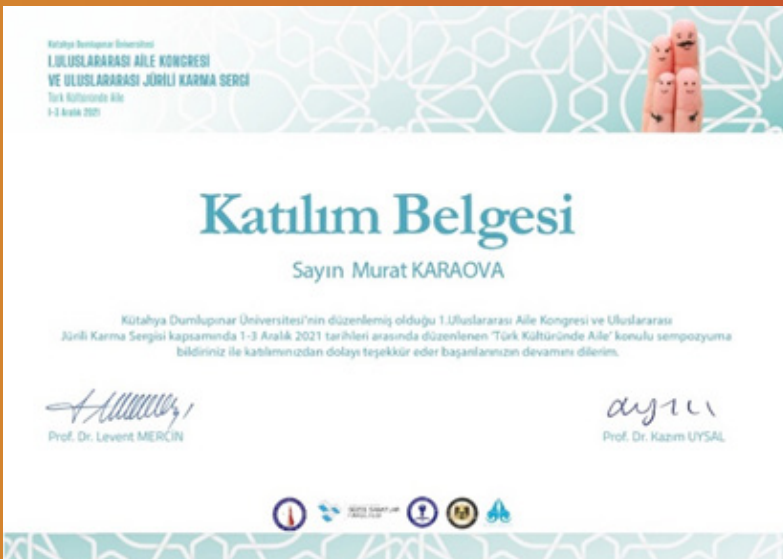 Kütahya Dumlupınar Üniversitesi
I.ULUSLARARASI AİLE KONGRESİ
VE ULUSLARARASI JÜRİLİ KARMA SERGİ
Türk Kültüründe Aile
1-3 Aralık 2021
Katılım Belgesi
Sayın Murat KARAOVA
Kütahya Dumlupınar Üniversitesi'nin düzenlemiş olduğu 1.Uluslararası Aile Kongresi ve Uluslararası
Jürili Karma Sergisi kapsamında 1-3 Aralık 2021 tarihleri arasında düzenlenen 'Türk Kültüründe Aile' konulu sempozyuma
bildiriniz ile katılımınızdan dolayı teşekkür eder başarılarınızın devamını dilerim.
Prof. Dr. Levent MERCİN
Prof. Dr. Kazım UYSAL
GÜZEL SANATLAR